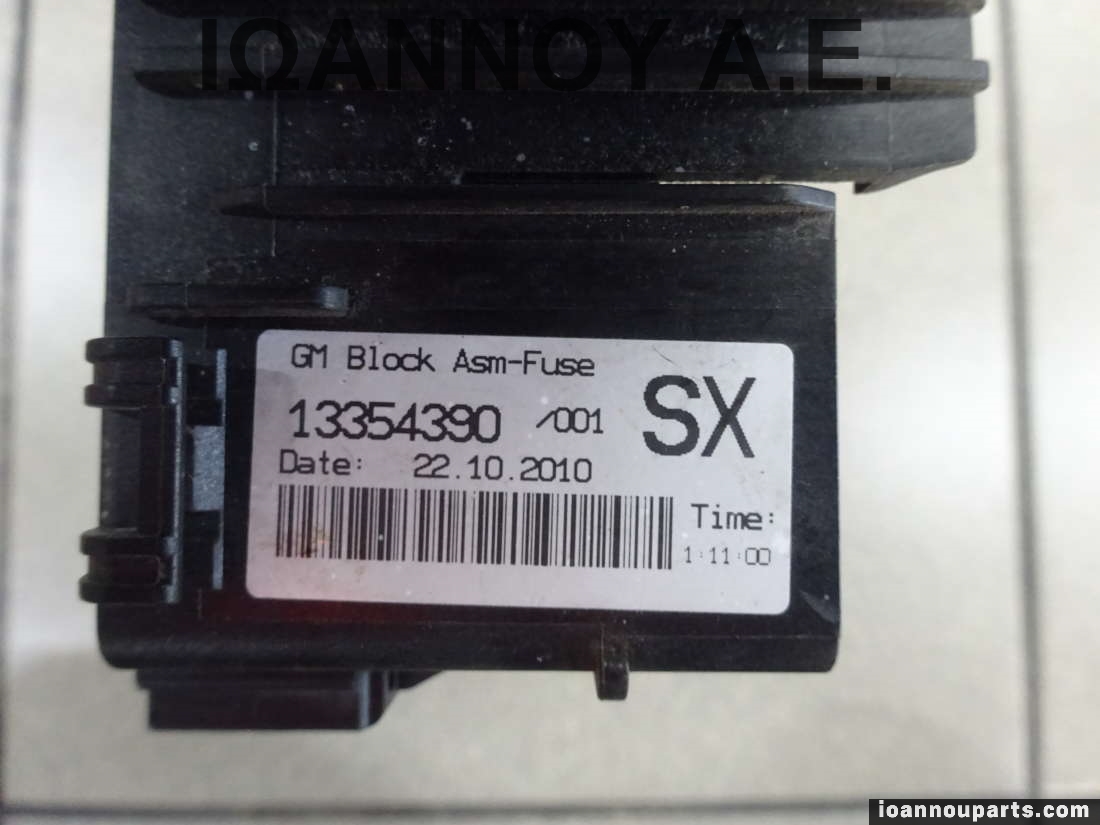 ΙΩΑΝΝΟΥ Α.Ε.
GM Block Asm-Fuse
SX
13354390 /001
Date: 22.10.2010
Time:
1:11:00
ioannouparts.com